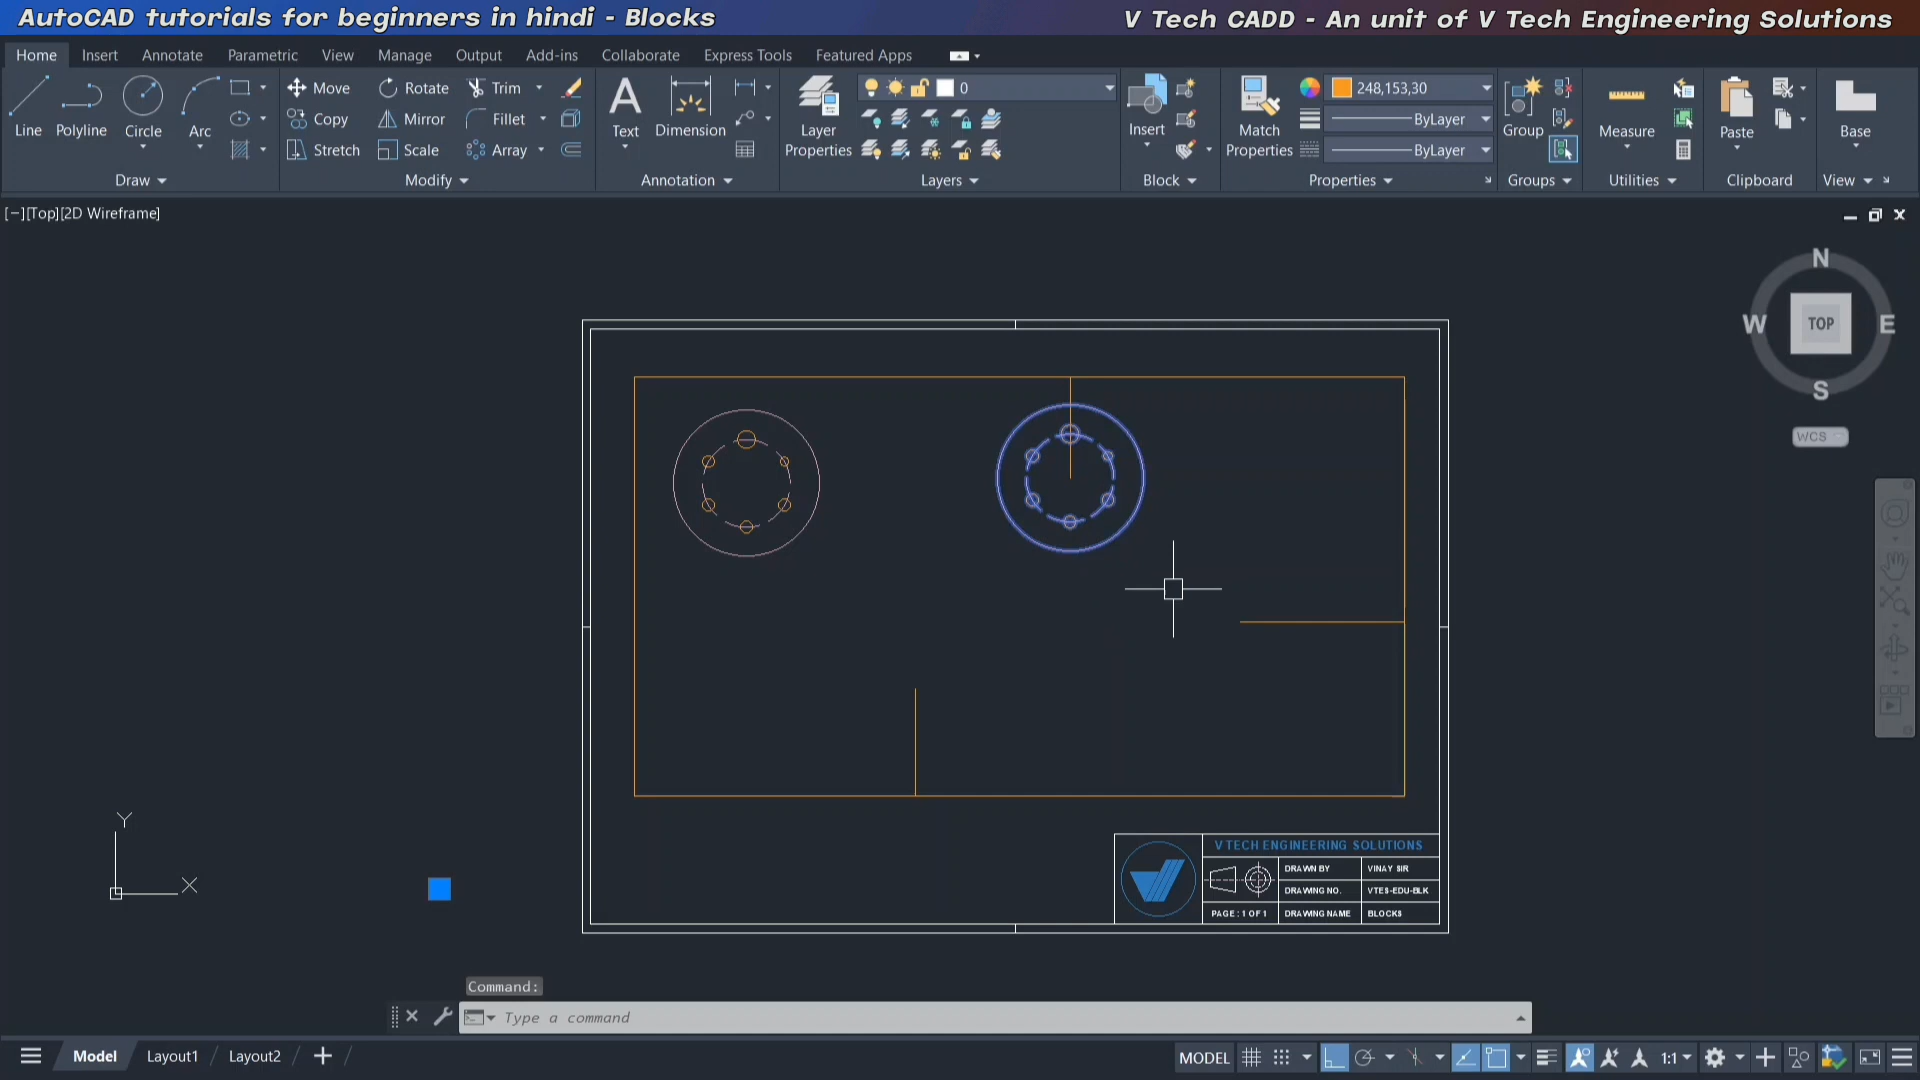 AutoCAD tutorials for beginners in hindi - Blocks
V Tech CADD - An unit of V Tech Engineering Solutions
Home Insert Annotate Parametric View Manage Output Add-ins Collaborate Express Tools Featured Apps
Line Polyline Circle Arc
Move Rotate Trim
Copy Mirror Fillet
Stretch Scale Array
Text Dimension
Layer Properties
0
Insert
Match Properties
248,153,30
ByLayer
ByLayer
Group
Measure
Paste
Base
Draw Modify Annotation Layers Block Properties Groups Utilities Clipboard View
[−][Top][2D Wireframe]
N
W TOP E
S
WCS
Y
X
V TECH ENGINEERING SOLUTIONS
DRAWN BY VINAY SIR
DRAWING NO. VTES-EDU-BLK
PAGE : 1 OF 1 DRAWING NAME BLOCKS
Command:
Type a command
Model Layout1 Layout2
MODEL 1:1